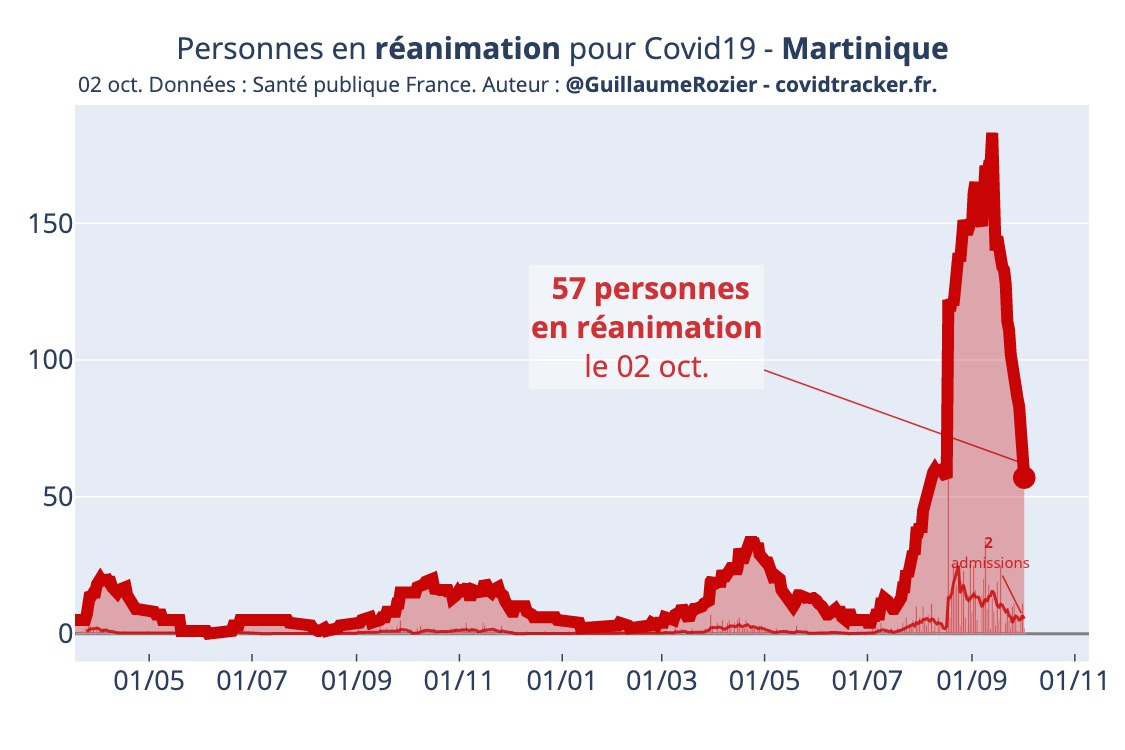 Personnes en réanimation pour Covid19 - Martinique
02 oct. Données : Santé publique France. Auteur : @GuillaumeRozier - covidtracker.fr.
150
57 personnes
en réanimation
le 02 oct.
100
50
2
admissions
0
01/05 01/07 01/09 01/11 01/01 01/03 01/05 01/07 01/09 01/11